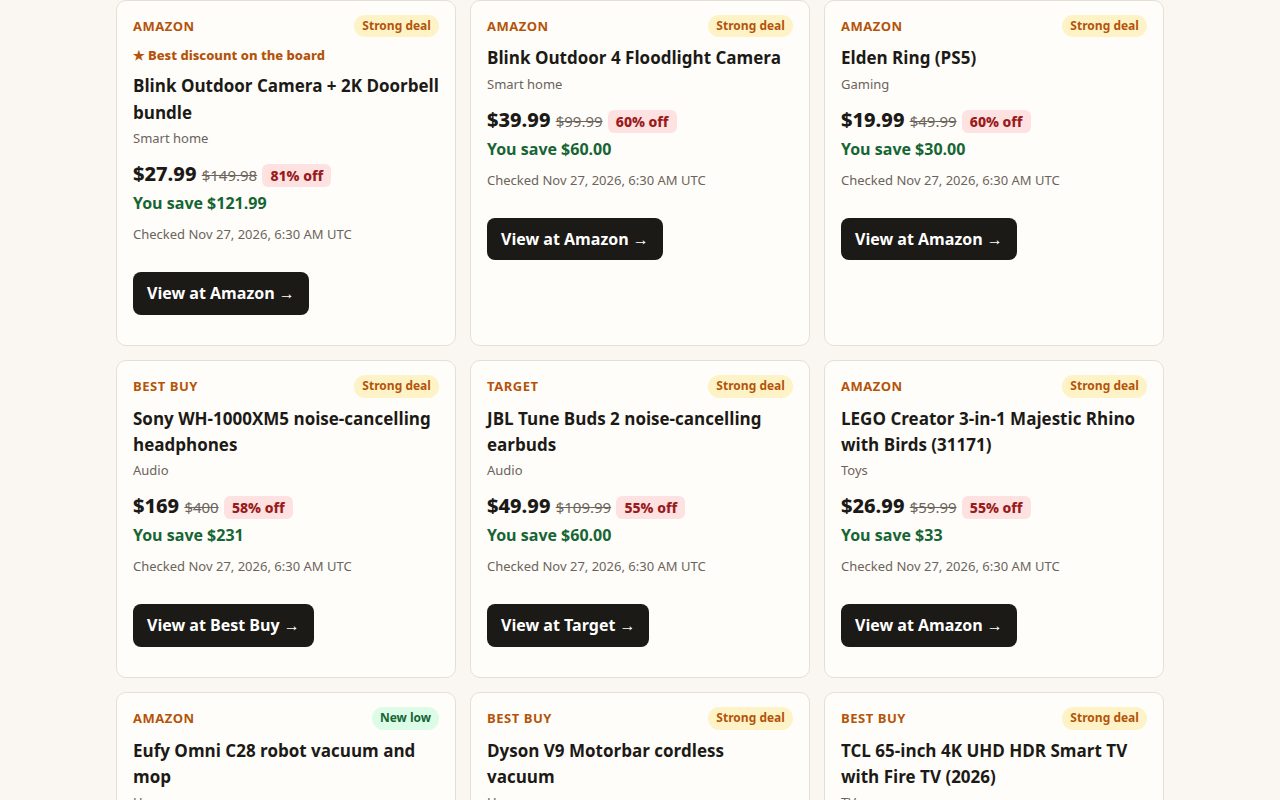 AMAZON
Strong deal
★ Best discount on the board
Blink Outdoor Camera + 2K Doorbell
bundle
Smart home
$27.99 $149.98 81% off
You save $121.99
Checked Nov 27, 2026, 6:30 AM UTC
View at Amazon →
AMAZON
Strong deal
Blink Outdoor 4 Floodlight Camera
Smart home
$39.99 $99.99 60% off
You save $60.00
Checked Nov 27, 2026, 6:30 AM UTC
View at Amazon →
AMAZON
Strong deal
Elden Ring (PS5)
Gaming
$19.99 $49.99 60% off
You save $30.00
Checked Nov 27, 2026, 6:30 AM UTC
View at Amazon →
BEST BUY
Strong deal
Sony WH-1000XM5 noise-cancelling
headphones
Audio
$169 $400 58% off
You save $231
Checked Nov 27, 2026, 6:30 AM UTC
View at Best Buy →
TARGET
Strong deal
JBL Tune Buds 2 noise-cancelling
earbuds
Audio
$49.99 $109.99 55% off
You save $60.00
Checked Nov 27, 2026, 6:30 AM UTC
View at Target →
AMAZON
Strong deal
LEGO Creator 3-in-1 Majestic Rhino
with Birds (31171)
Toys
$26.99 $59.99 55% off
You save $33
Checked Nov 27, 2026, 6:30 AM UTC
View at Amazon →
AMAZON
New low
Eufy Omni C28 robot vacuum and
mop
BEST BUY
Strong deal
Dyson V9 Motorbar cordless
vacuum
BEST BUY
Strong deal
TCL 65-inch 4K UHD HDR Smart TV
with Fire TV (2026)